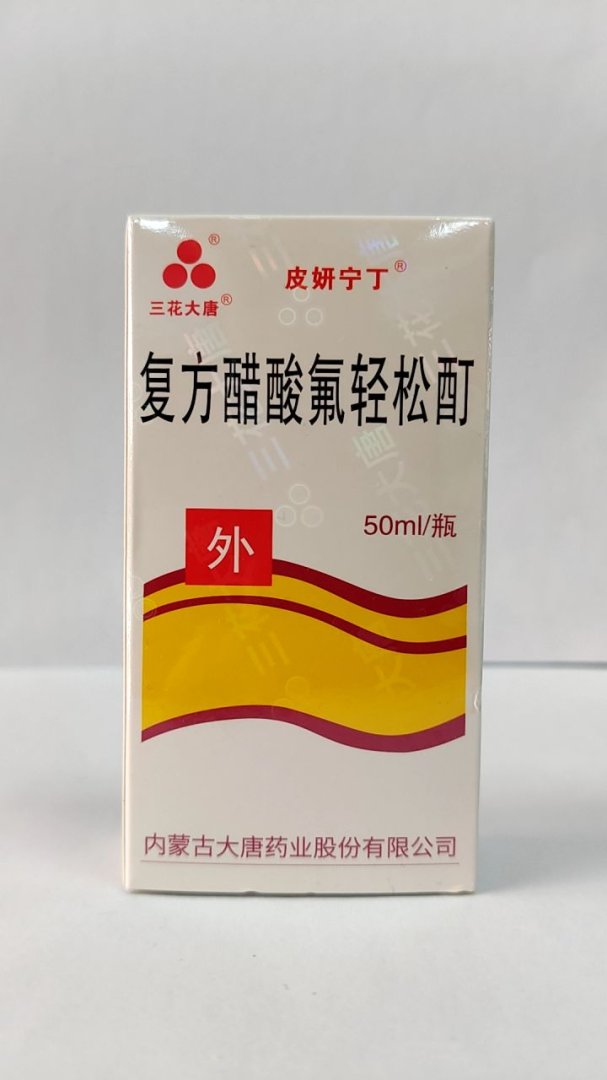 三花大唐®
皮妍宁丁®
复方醋酸氟轻松酊
50ml/瓶
外
内蒙古大唐药业股份有限公司